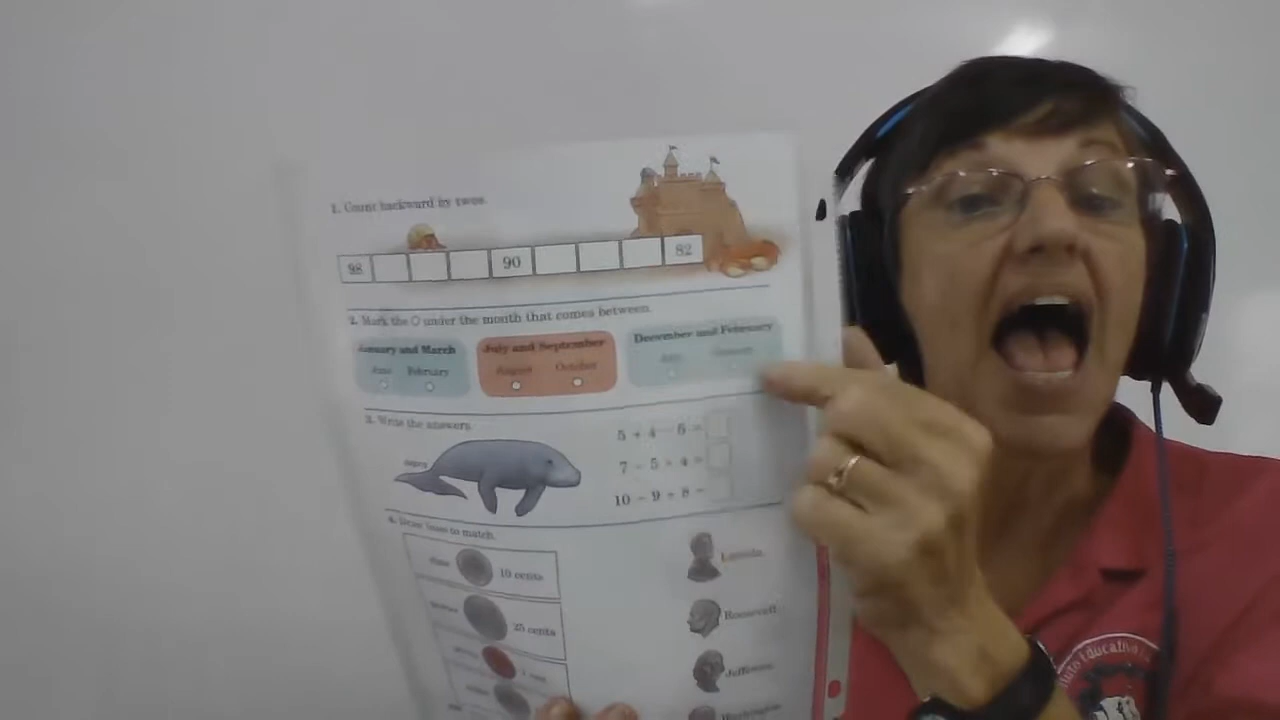 1. Count backward by twos.
98 90 82
2. Mark the O under the month that comes between.
January and March
June February
July and September
August October
December and February
3. Write the answers.
5 + 4 - 6 =
7 - 5 + 4 =
10 - 9 + 8 =
4. Draw lines to match.
10 cents
Lincoln
25 cents
Roosevelt
Jefferson
Washington